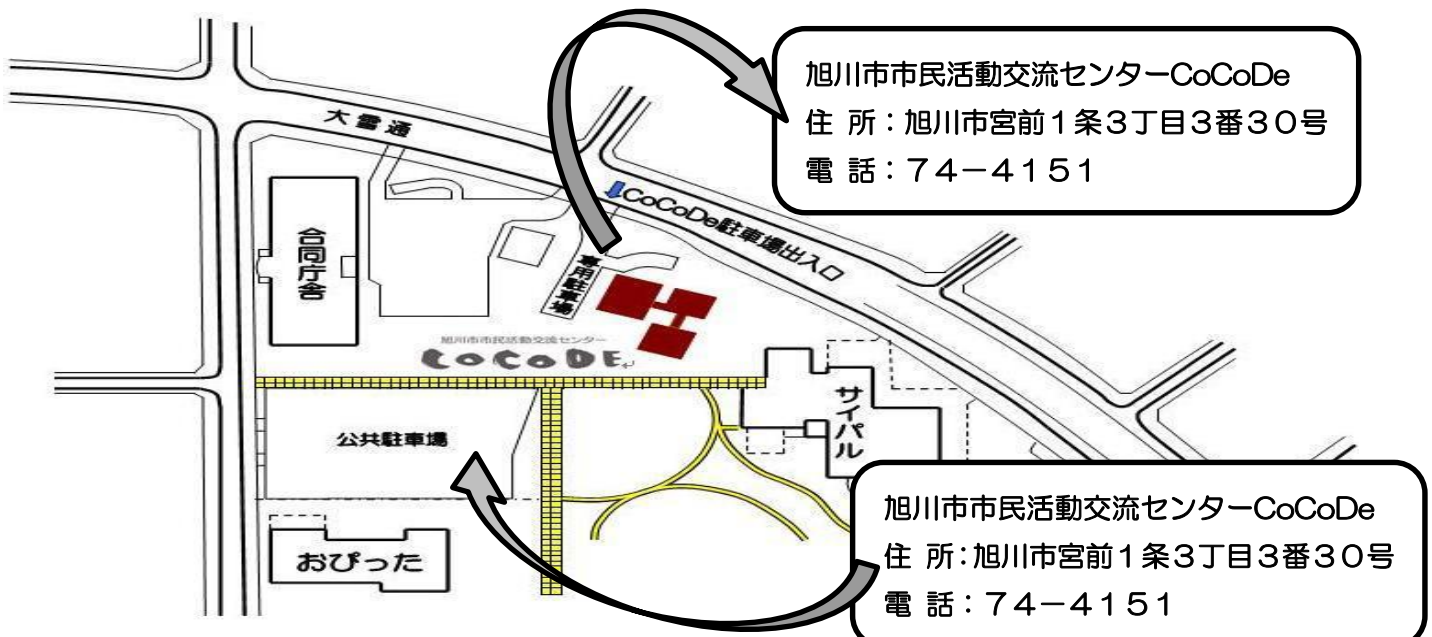 旭川市市民活動交流センターCoCoDe
住 所：旭川市宮前１条３丁目３番３０号
電 話：７４－４１５１
大雪通
CoCoDe駐車場出入口
合同庁舎
専用駐車場
旭川市市民活動交流センター
COCODE
サイパル
公共駐車場
おぴった
旭川市市民活動交流センターCoCoDe
住 所：旭川市宮前１条３丁目３番３０号
電 話：７４－４１５１